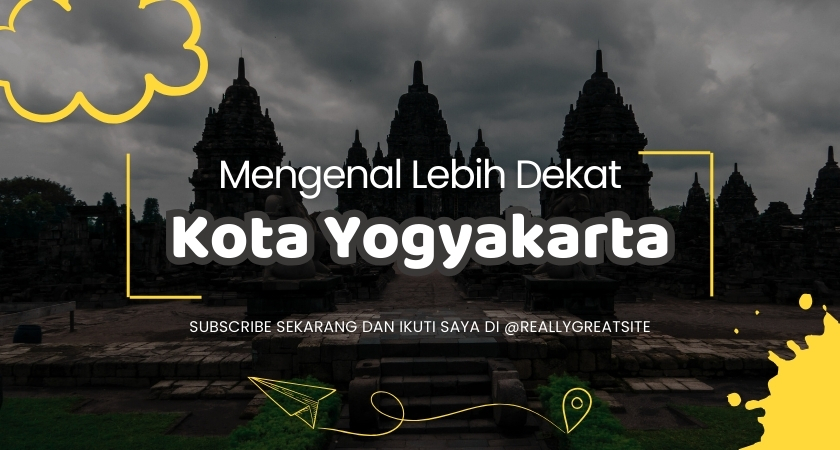 Mengenal Lebih Dekat
Kota Yogyakarta
SUBSCRIBE SEKARANG DAN IKUTI SAYA DI @REALLYGREATSITE